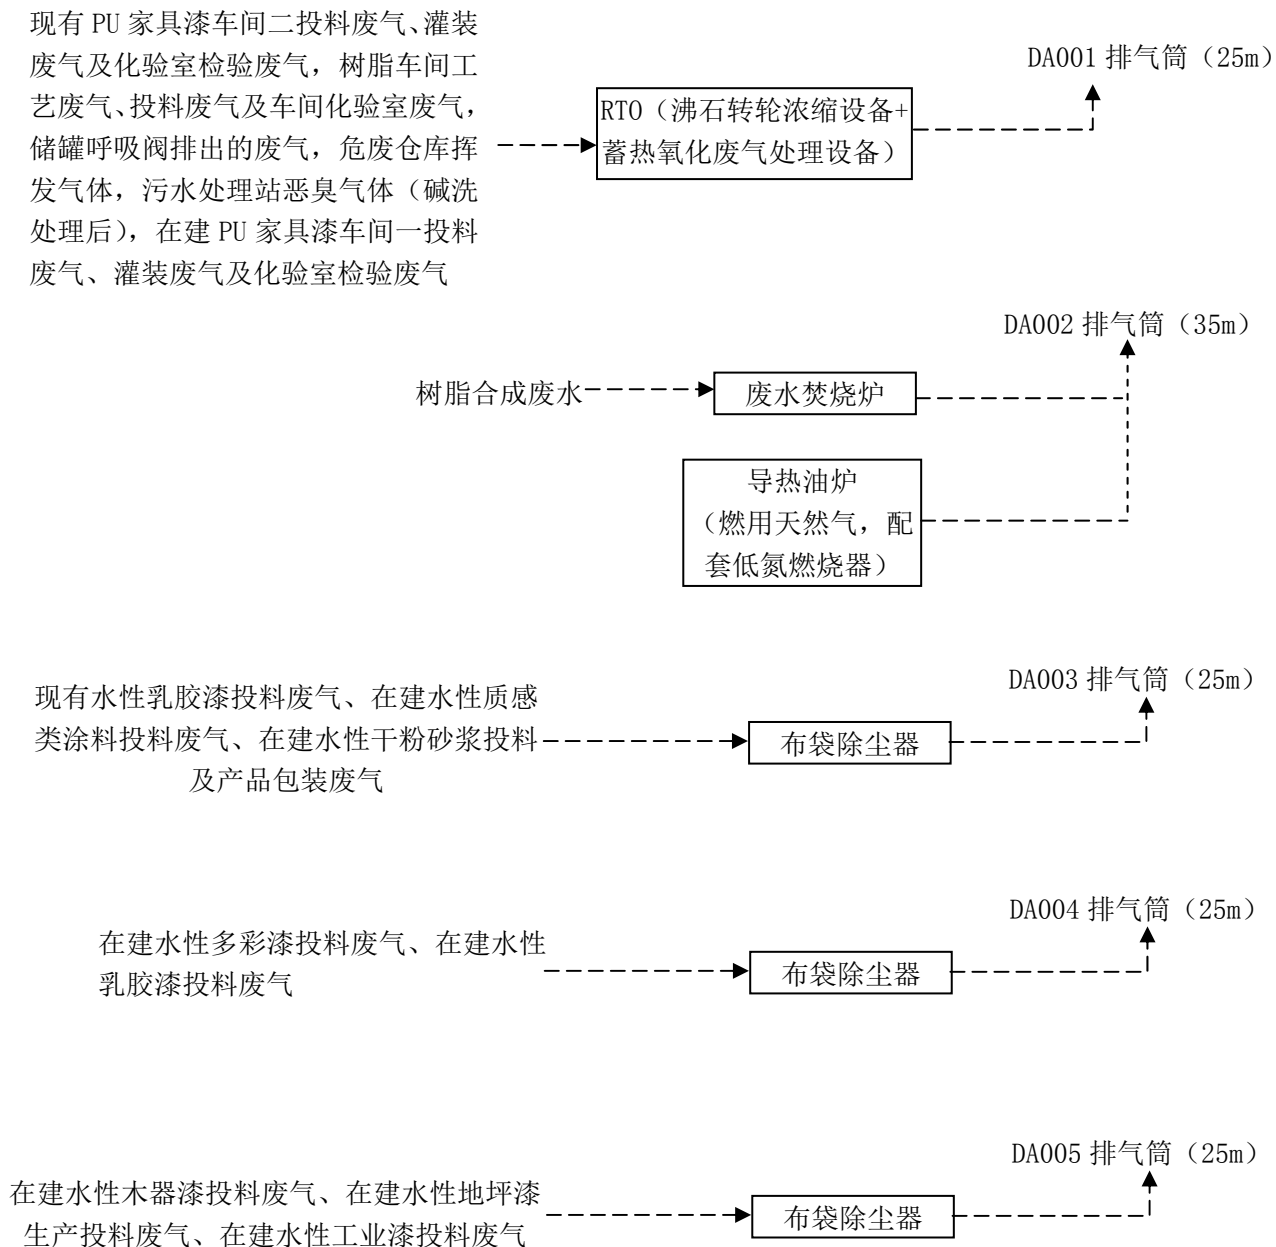 现有 PU 家具漆车间二投料废气、灌装
废气及化验室检验废气，树脂车间工
艺废气、投料废气及车间化验室废气，
储罐呼吸阀排出的废气，危废仓库挥
发气体，污水处理站恶臭气体（碱洗
处理后），在建 PU 家具漆车间一投料
废气、灌装废气及化验室检验废气
RTO（沸石转轮浓缩设备+
蓄热氧化废气处理设备）
DA001 排气筒（25m）
DA002 排气筒（35m）
树脂合成废水
废水焚烧炉
导热油炉
（燃用天然气，配
套低氮燃烧器）
DA003 排气筒（25m）
现有水性乳胶漆投料废气、在建水性质感
类涂料投料废气、在建水性干粉砂浆投料
及产品包装废气
布袋除尘器
DA004 排气筒（25m）
在建水性多彩漆投料废气、在建水性
乳胶漆投料废气
布袋除尘器
DA005 排气筒（25m）
在建水性木器漆投料废气、在建水性地坪漆
生产投料废气、在建水性工业漆投料废气
布袋除尘器